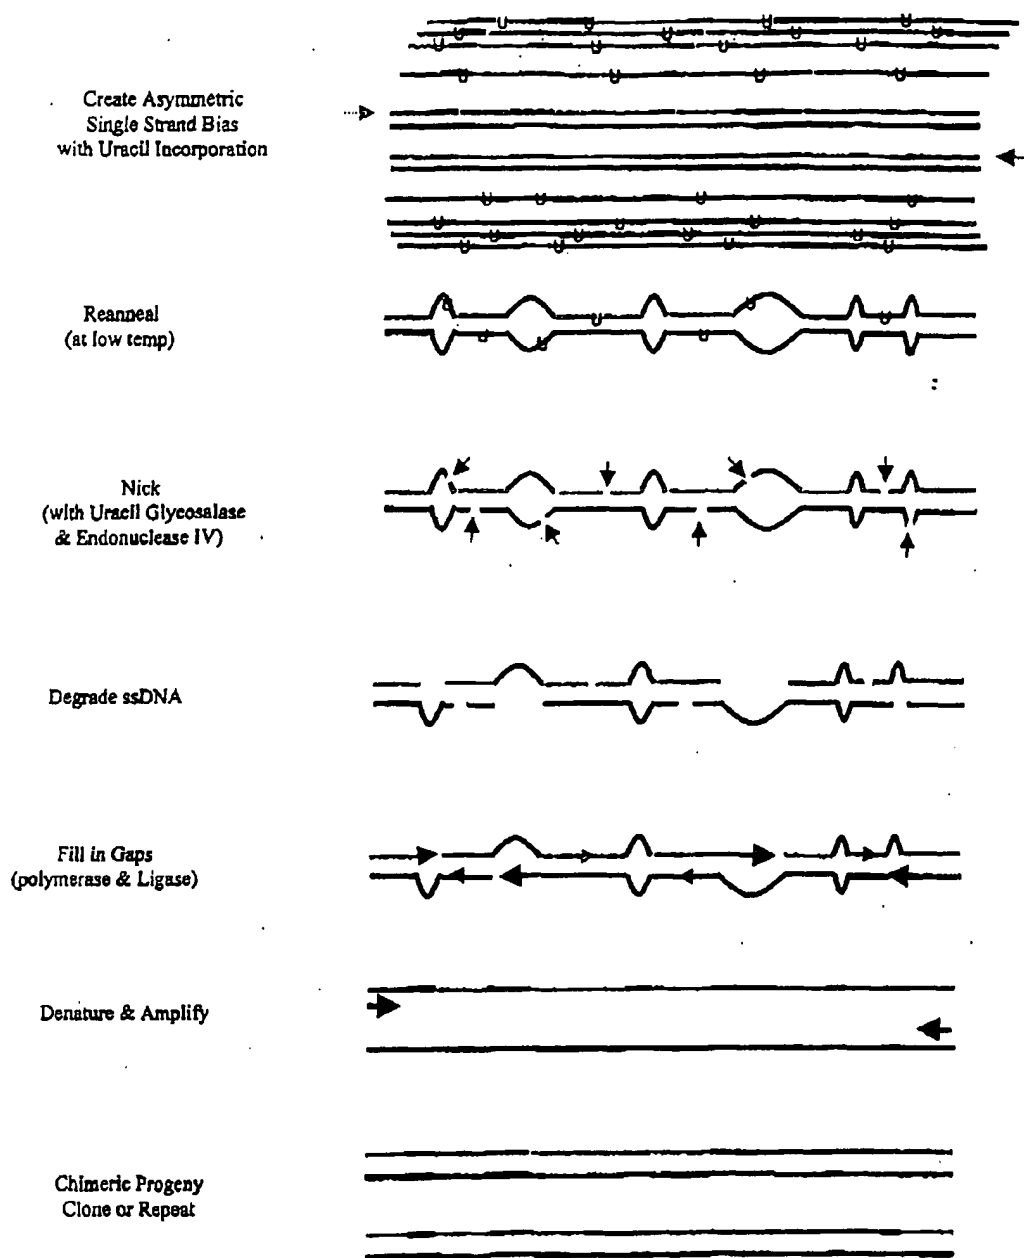 U U U U
U U U U
U U U U
U U U U
Create Asymmetric
Single Strand Bias
with Uracil Incorporation
U U U U
U U U U
U U U U
U U U U
Reanneal
(at low temp)
U U U U
U U U
Nick
(with Uracil Glycosalase
& Endonuclease IV)
Degrade ssDNA
Fill in Gaps
(polymerase & Ligase)
Denature & Amplify
Chimeric Progeny
Clone or Repeat